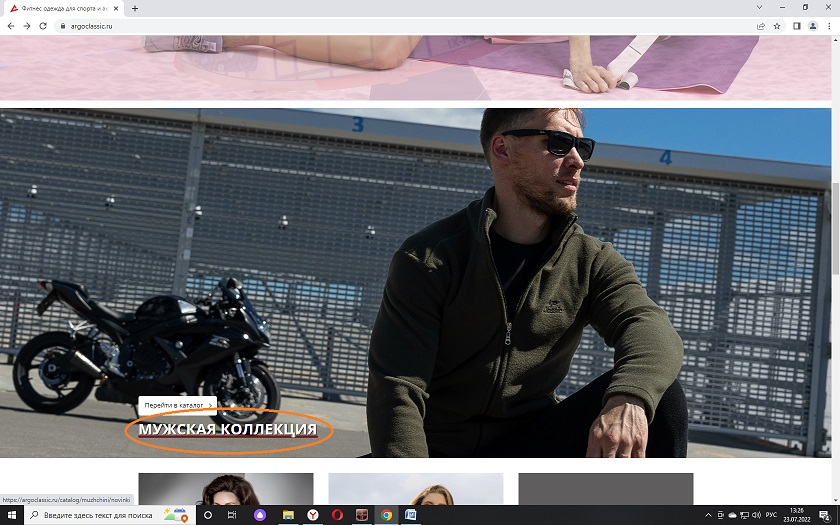 Фитнес одежда для спорта и ак
argoclassic.ru
3
4
Перейти в каталог >
МУЖСКАЯ КОЛЛЕКЦИЯ
https://argoclassic.ru/catalog/muzhchini/novinki
Введите здесь текст для поиска
РУС
13:26
23.07.2022